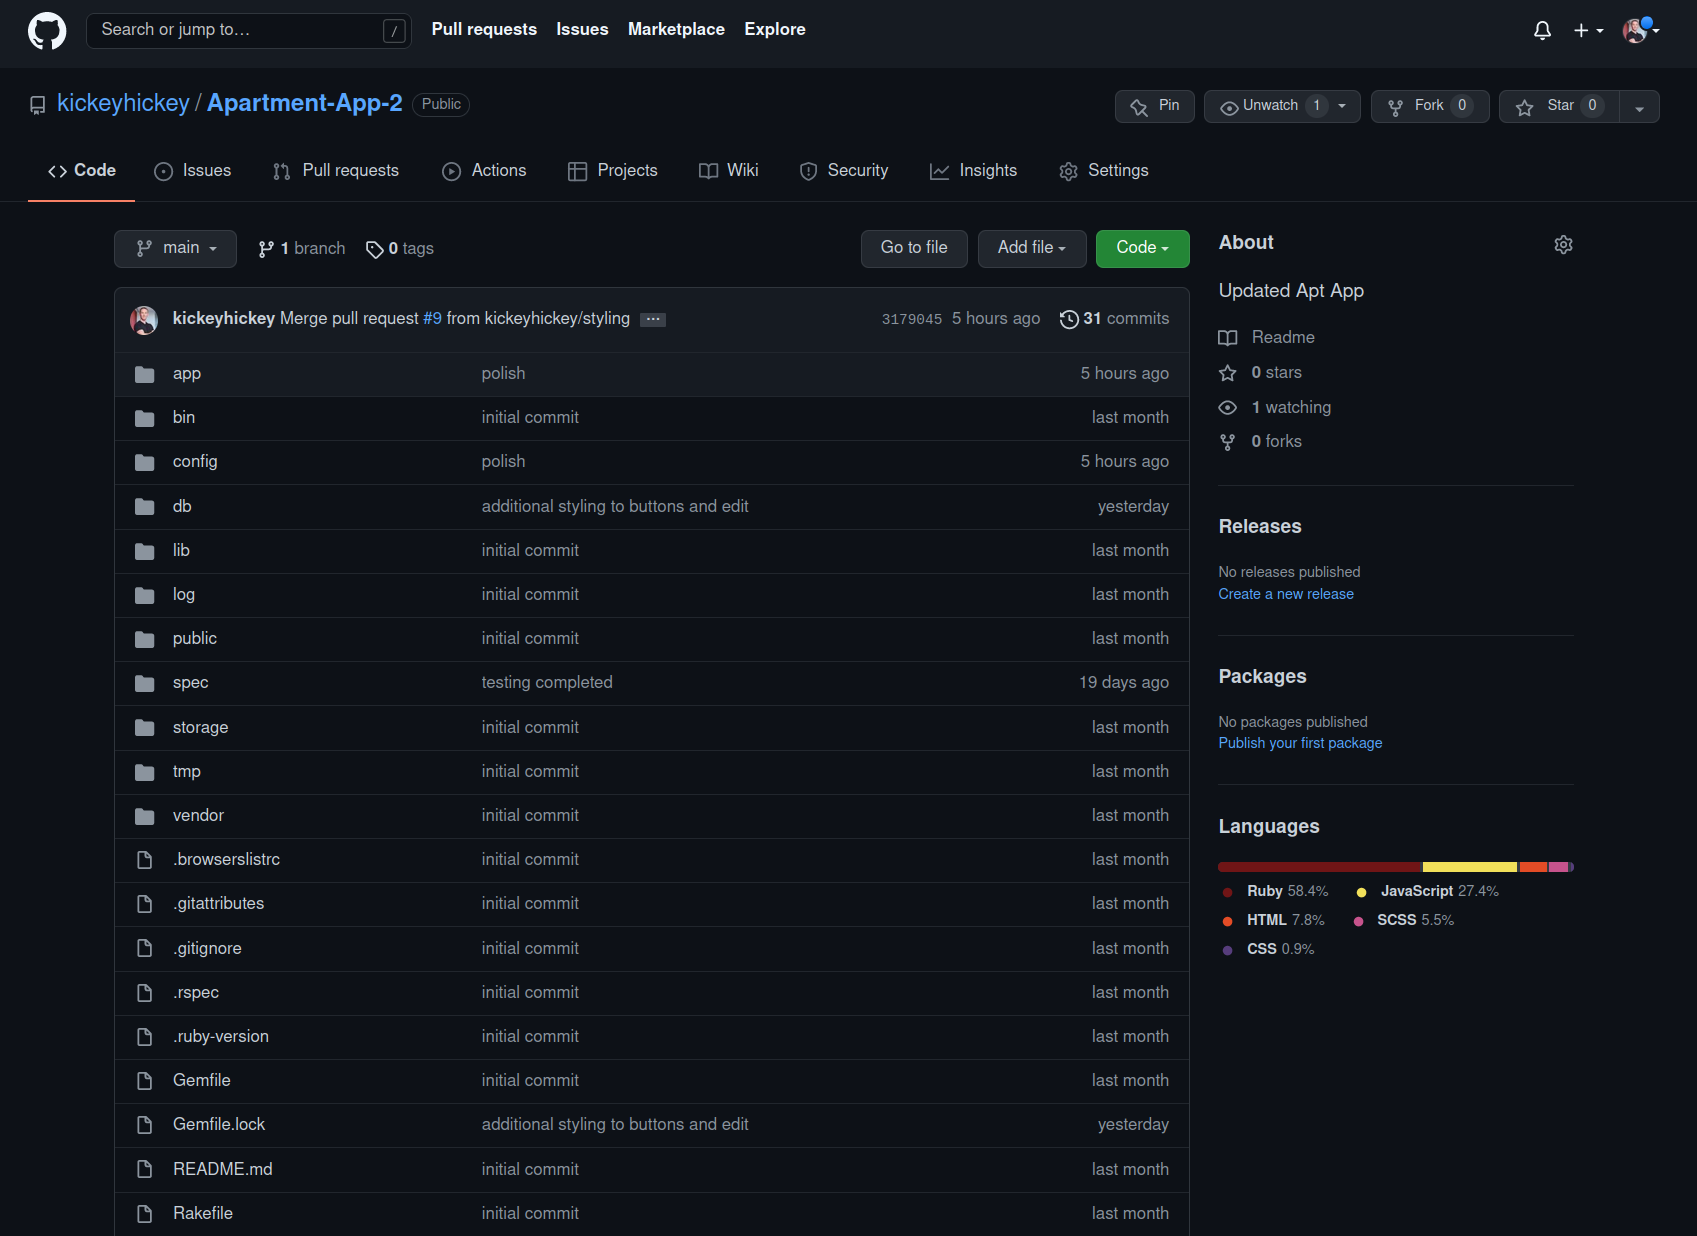 Search or jump to… /
Pull requests Issues Marketplace Explore
kickeyhickey / Apartment-App-2 Public
Pin Unwatch 1 Fork 0 Star 0
Code Issues Pull requests Actions Projects Wiki Security Insights Settings
main 1 branch 0 tags
Go to file Add file Code
kickeyhickey Merge pull request #9 from kickeyhickey/styling ··· 3179045 5 hours ago 31 commits
app polish 5 hours ago
bin initial commit last month
config polish 5 hours ago
db additional styling to buttons and edit yesterday
lib initial commit last month
log initial commit last month
public initial commit last month
spec testing completed 19 days ago
storage initial commit last month
tmp initial commit last month
vendor initial commit last month
.browserslistrc initial commit last month
.gitattributes initial commit last month
.gitignore initial commit last month
.rspec initial commit last month
.ruby-version initial commit last month
Gemfile initial commit last month
Gemfile.lock additional styling to buttons and edit yesterday
README.md initial commit last month
Rakefile initial commit last month
About
Updated Apt App
Readme
0 stars
1 watching
0 forks
Releases
No releases published
Create a new release
Packages
No packages published
Publish your first package
Languages
Ruby 58.4% JavaScript 27.4%
HTML 7.8% SCSS 5.5%
CSS 0.9%